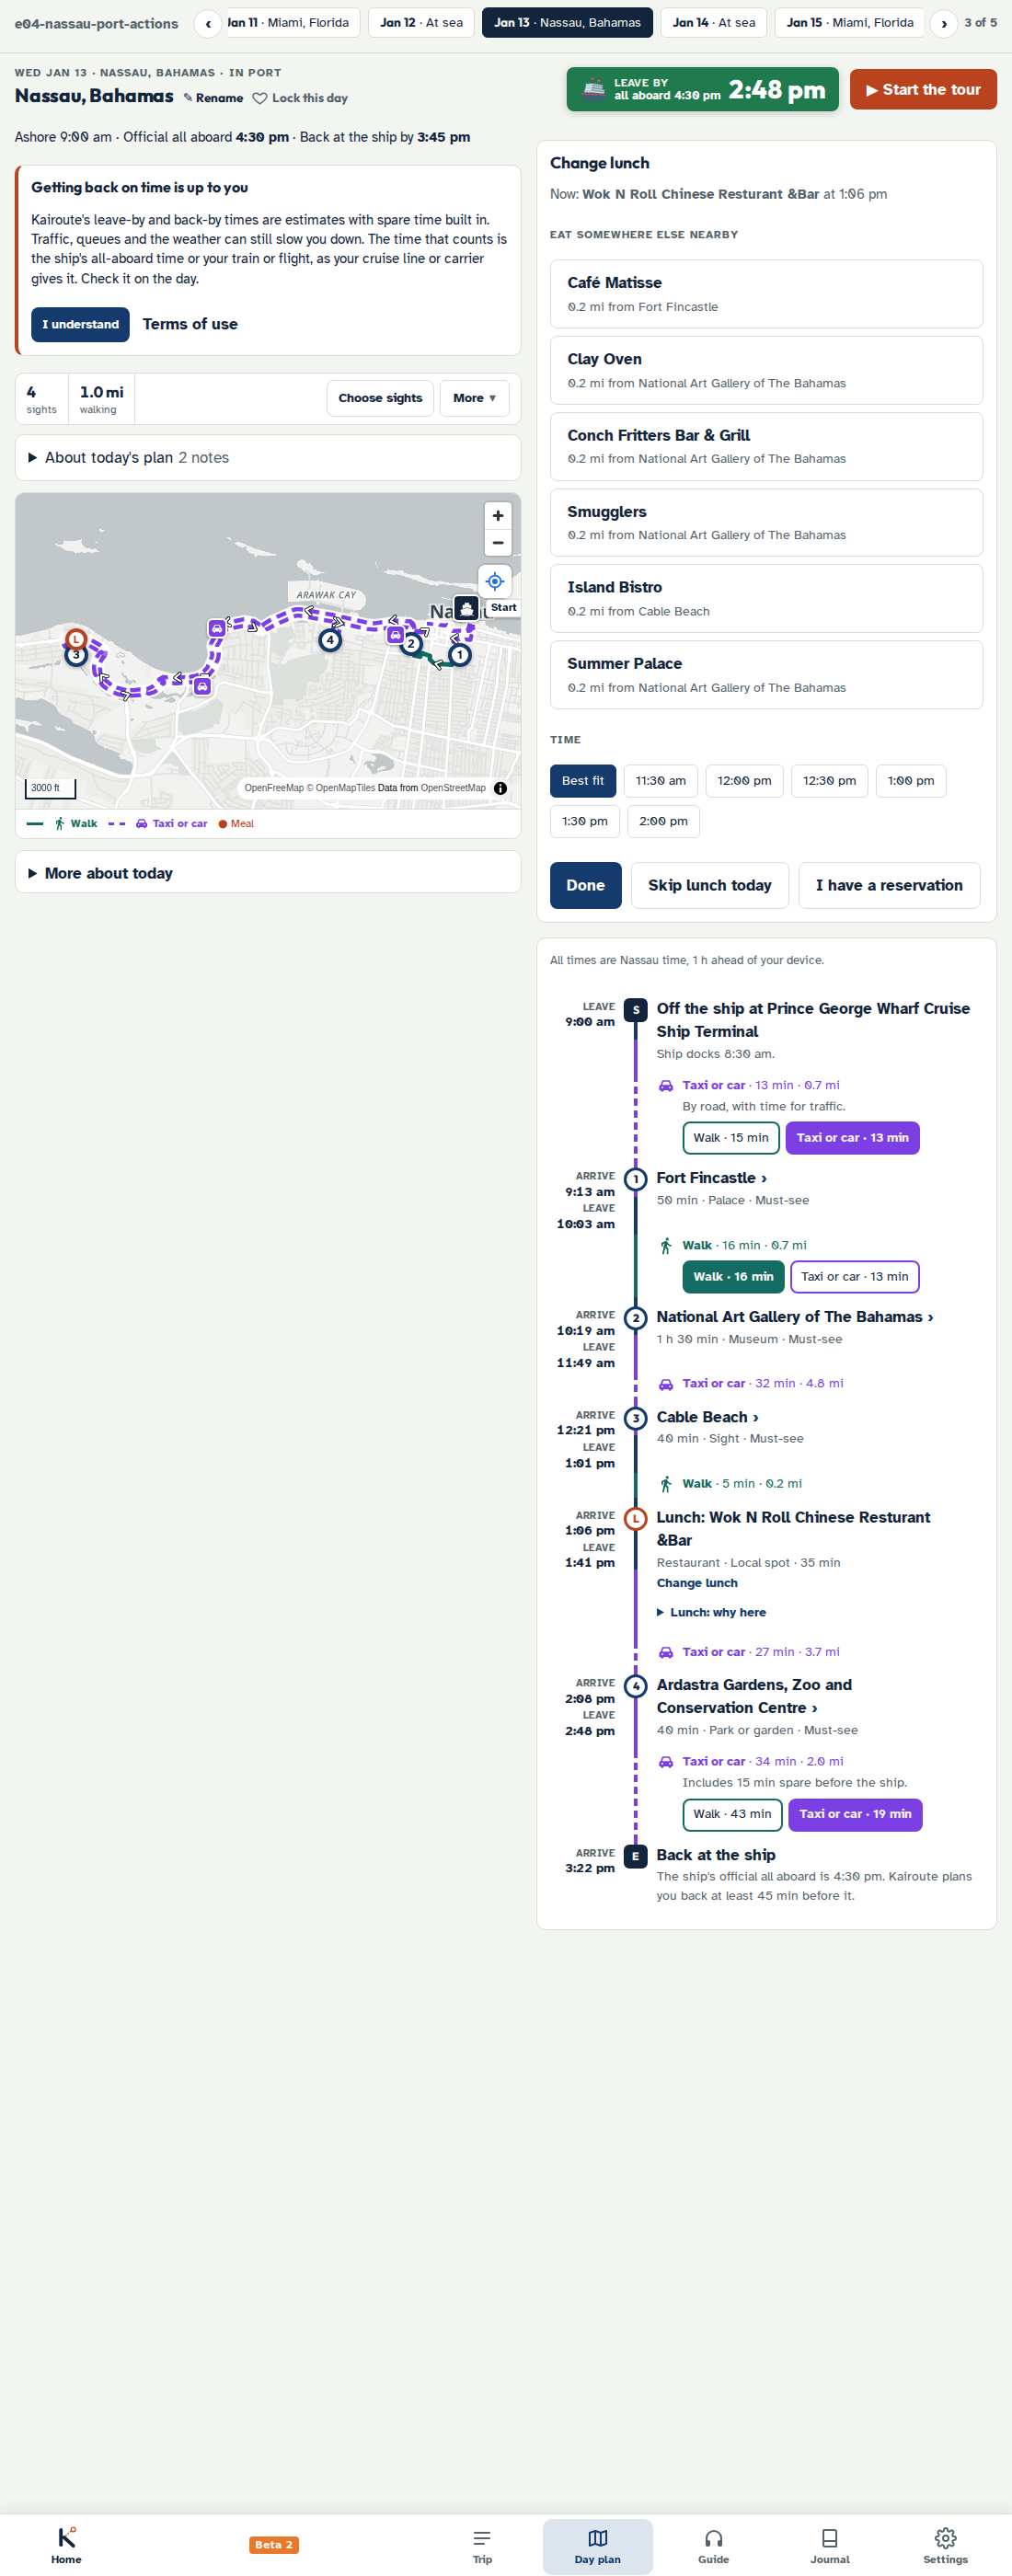 e04-nassau-port-actions
‹
Jan 11 · Miami, Florida
Jan 12 · At sea
Jan 13 · Nassau, Bahamas
Jan 14 · At sea
Jan 15 · Miami, Florida
›
3 of 5
WED JAN 13 · NASSAU, BAHAMAS · IN PORT
Nassau, Bahamas
✎ Rename
Lock this day
LEAVE BY
all aboard 4:30 pm
2:48 pm
▶ Start the tour
Ashore 9:00 am · Official all aboard 4:30 pm · Back at the ship by 3:45 pm
Getting back on time is up to you
Kairoute's leave-by and back-by times are estimates with spare time built in.
Traffic, queues and the weather can still slow you down. The time that counts is
the ship's all-aboard time or your train or flight, as your cruise line or carrier
gives it. Check it on the day.
I understand
Terms of use
4
sights
1.0 mi
walking
Choose sights
More ▼
▶ About today's plan 2 notes
+
−
ARAWAK CAY
Start
L
3
4
2
1
3000 ft
OpenFreeMap © OpenMapTiles Data from OpenStreetMap
Walk
Taxi or car
Meal
▶ More about today
Change lunch
Now: Wok N Roll Chinese Resturant &Bar at 1:06 pm
EAT SOMEWHERE ELSE NEARBY
Café Matisse
0.2 mi from Fort Fincastle
Clay Oven
0.2 mi from National Art Gallery of The Bahamas
Conch Fritters Bar & Grill
0.2 mi from National Art Gallery of The Bahamas
Smugglers
0.2 mi from National Art Gallery of The Bahamas
Island Bistro
0.2 mi from Cable Beach
Summer Palace
0.2 mi from National Art Gallery of The Bahamas
TIME
Best fit
11:30 am
12:00 pm
12:30 pm
1:00 pm
1:30 pm
2:00 pm
Done
Skip lunch today
I have a reservation
All times are Nassau time, 1 h ahead of your device.
LEAVE
9:00 am
S
Off the ship at Prince George Wharf Cruise
Ship Terminal
Ship docks 8:30 am.
Taxi or car · 13 min · 0.7 mi
By road, with time for traffic.
Walk · 15 min
Taxi or car · 13 min
ARRIVE
9:13 am
LEAVE
10:03 am
1
Fort Fincastle ›
50 min · Palace · Must-see
Walk · 16 min · 0.7 mi
Walk · 16 min
Taxi or car · 13 min
ARRIVE
10:19 am
LEAVE
11:49 am
2
National Art Gallery of The Bahamas ›
1 h 30 min · Museum · Must-see
Taxi or car · 32 min · 4.8 mi
ARRIVE
12:21 pm
LEAVE
1:01 pm
3
Cable Beach ›
40 min · Sight · Must-see
Walk · 5 min · 0.2 mi
ARRIVE
1:06 pm
LEAVE
1:41 pm
L
Lunch: Wok N Roll Chinese Resturant
&Bar
Restaurant · Local spot · 35 min
Change lunch
▶ Lunch: why here
Taxi or car · 27 min · 3.7 mi
ARRIVE
2:08 pm
LEAVE
2:48 pm
4
Ardastra Gardens, Zoo and
Conservation Centre ›
40 min · Park or garden · Must-see
Taxi or car · 34 min · 2.0 mi
Includes 15 min spare before the ship.
Walk · 43 min
Taxi or car · 19 min
ARRIVE
3:22 pm
E
Back at the ship
The ship's official all aboard is 4:30 pm. Kairoute plans
you back at least 45 min before it.
Home
Beta 2
Trip
Day plan
Guide
Journal
Settings